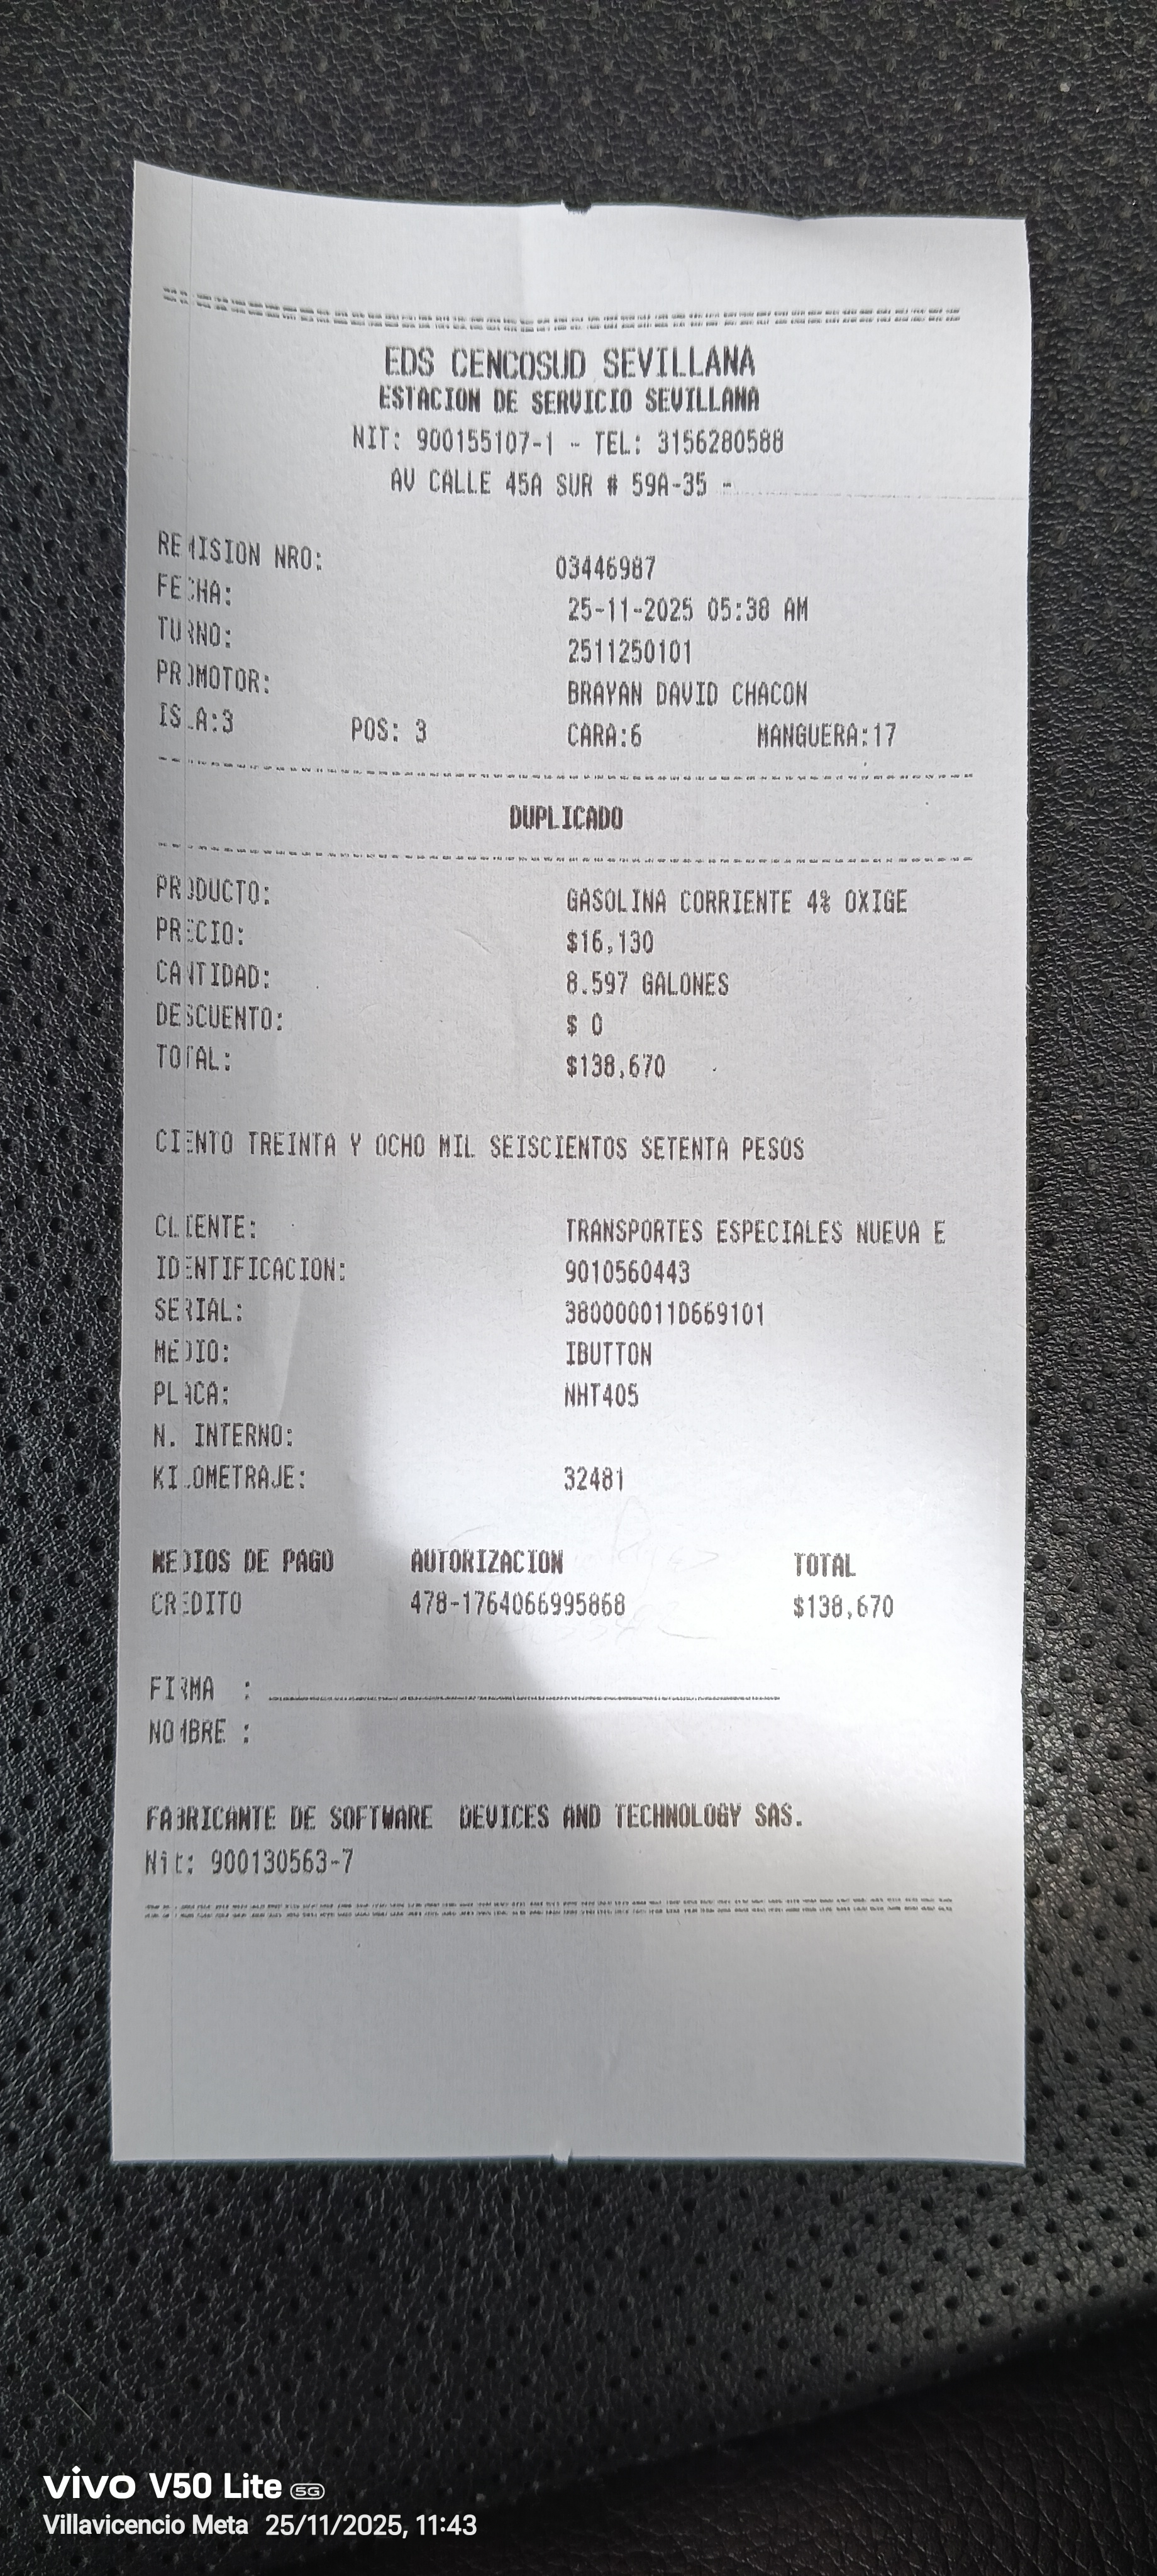 EDS CENCOSUD SEVILLANA
ESTACION DE SERVICIO SEVILLANA
NIT: 900155107-1 - TEL: 3156280588
AV CALLE 45A SUR # 59A-35 -
REMISION NRO: 03446987
FECHA: 25-11-2025 05:38 AM
TURNO: 2511250101
PROMOTOR: BRAYAN DAVID CHACON
ISLA:3 POS: 3 CARA:6 MANGUERA:17
DUPLICADO
PRODUCTO: GASOLINA CORRIENTE 4% OXIGE
PRECIO: $16,130
CANTIDAD: 8.597 GALONES
DESCUENTO: $ 0
TOTAL: $138,670
CIENTO TREINTA Y OCHO MIL SEISCIENTOS SETENTA PESOS
CLIENTE: TRANSPORTES ESPECIALES NUEVA E
IDENTIFICACION: 9010560443
SERIAL: 380000011D669101
MEDIO: IBUTTON
PLACA: NHT405
N. INTERNO:
KILOMETRAJE: 32481
MEDIOS DE PAGO AUTORIZACION TOTAL
CREDITO 478-1764066995868 $138,670
FIRMA :
NOMBRE :
FABRICANTE DE SOFTWARE DEVICES AND TECHNOLOGY SAS.
Nit: 900130563-7
vivo V50 Lite 5G
Villavicencio Meta 25/11/2025, 11:43